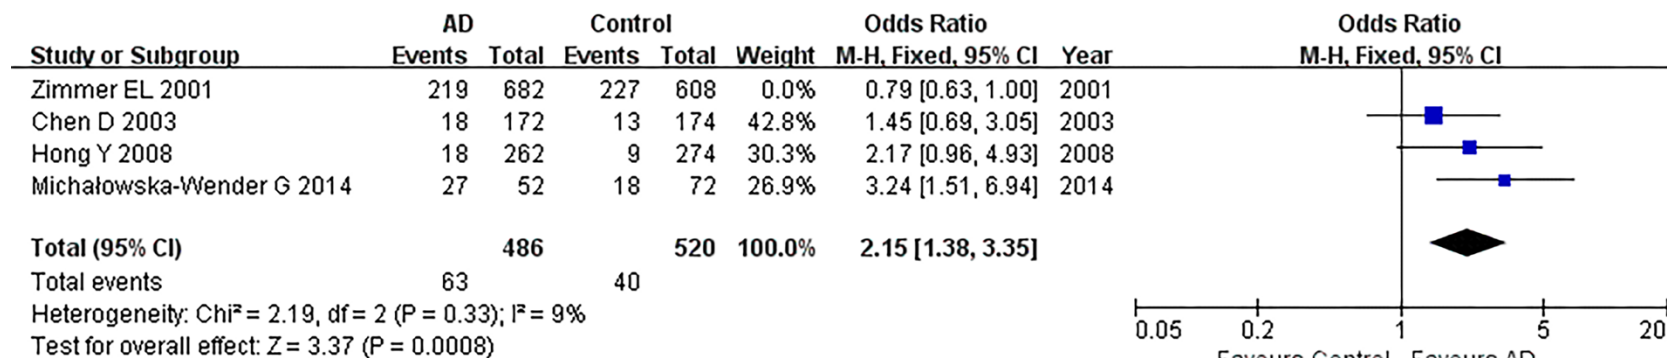 AD Control Odds Ratio Odds Ratio
Study or Subgroup Events Total Events Total Weight M-H, Fixed, 95% CI Year M-H, Fixed, 95% CI
Zimmer EL 2001 219 682 227 608 0.0% 0.79 [0.63, 1.00] 2001
Chen D 2003 18 172 13 174 42.8% 1.45 [0.69, 3.05] 2003
Hong Y 2008 18 262 9 274 30.3% 2.17 [0.96, 4.93] 2008
Michałowska-Wender G 2014 27 52 18 72 26.9% 3.24 [1.51, 6.94] 2014
Total (95% CI) 486 520 100.0% 2.15 [1.38, 3.35]
Total events 63 40
Heterogeneity: Chi² = 2.19, df = 2 (P = 0.33); I² = 9%
Test for overall effect: Z = 3.37 (P = 0.0008)
0.05 0.2 1 5 20
Favours Control Favours AD